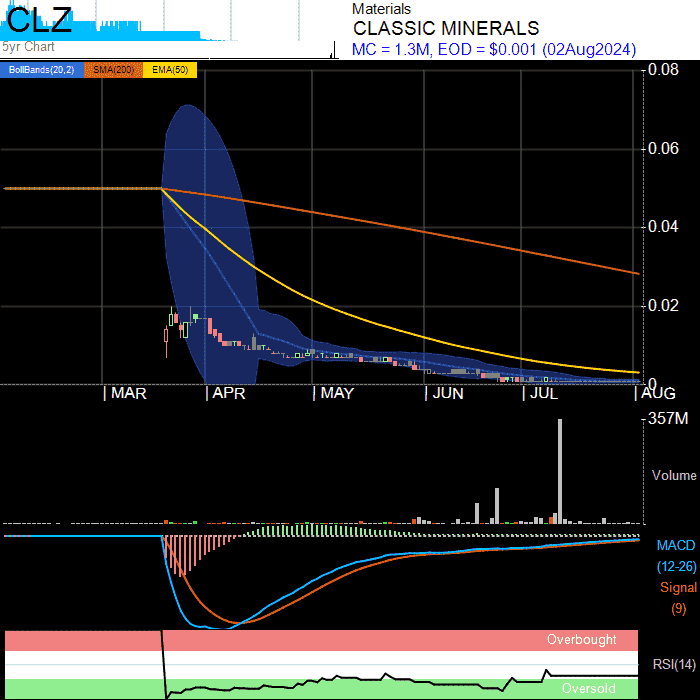 CLZ
5yr Chart
Materials
CLASSIC MINERALS
MC = 1.3M, EOD = $0.001 (02Aug2024)
BollBands(20,2) SMA(200) EMA(50)
0.08
0.06
0.04
0.02
0
MAR APR MAY JUN JUL AUG
357M
Volume
MACD
(12-26)
Signal
(9)
Overbought
RSI(14)
Oversold